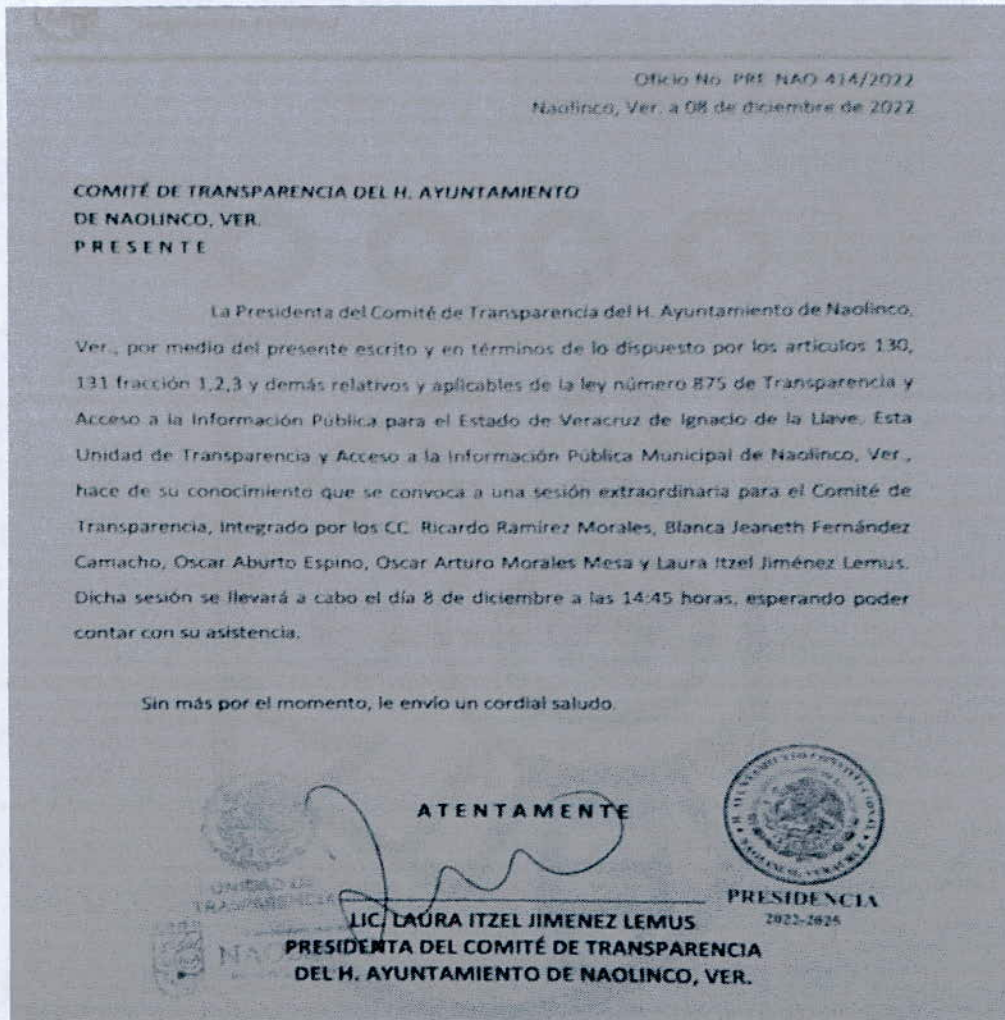 Oficio No. PRE NAO 414/2022
Naolinco, Ver. a 08 de diciembre de 2022
COMITÉ DE TRANSPARENCIA DEL H. AYUNTAMIENTO
DE NAOLINCO, VER.
P R E S E N T E
La Presidenta del Comité de Transparencia del H. Ayuntamiento de Naolinco,
Ver., por medio del presente escrito y en términos de lo dispuesto por los artículos 130,
131 fracción 1,2,3 y demás relativos y aplicables de la ley número 875 de Transparencia y
Acceso a la Información Pública para el Estado de Veracruz de Ignacio de la Llave. Esta
Unidad de Transparencia y Acceso a la Información Pública Municipal de Naolinco, Ver.,
hace de su conocimiento que se convoca a una sesión extraordinaria para el Comité de
Transparencia, integrado por los CC. Ricardo Ramírez Morales, Blanca Jeaneth Fernández
Camacho, Oscar Aburto Espino, Oscar Arturo Morales Mesa y Laura Itzel Jiménez Lemus.
Dicha sesión se llevará a cabo el día 8 de diciembre a las 14:45 horas, esperando poder
contar con su asistencia.
Sin más por el momento, le envío un cordial saludo.
A T E N T A M E N T E
H. AYUNTAMIENTO CONSTITUCIONAL
NAOLINCO, VERACRUZ
PRESIDENCIA
2022-2025
UNIDAD DE
TRASPARENCIA
LIC. LAURA ITZEL JIMENEZ LEMUS
PRESIDENTA DEL COMITÉ DE TRANSPARENCIA
DEL H. AYUNTAMIENTO DE NAOLINCO, VER.